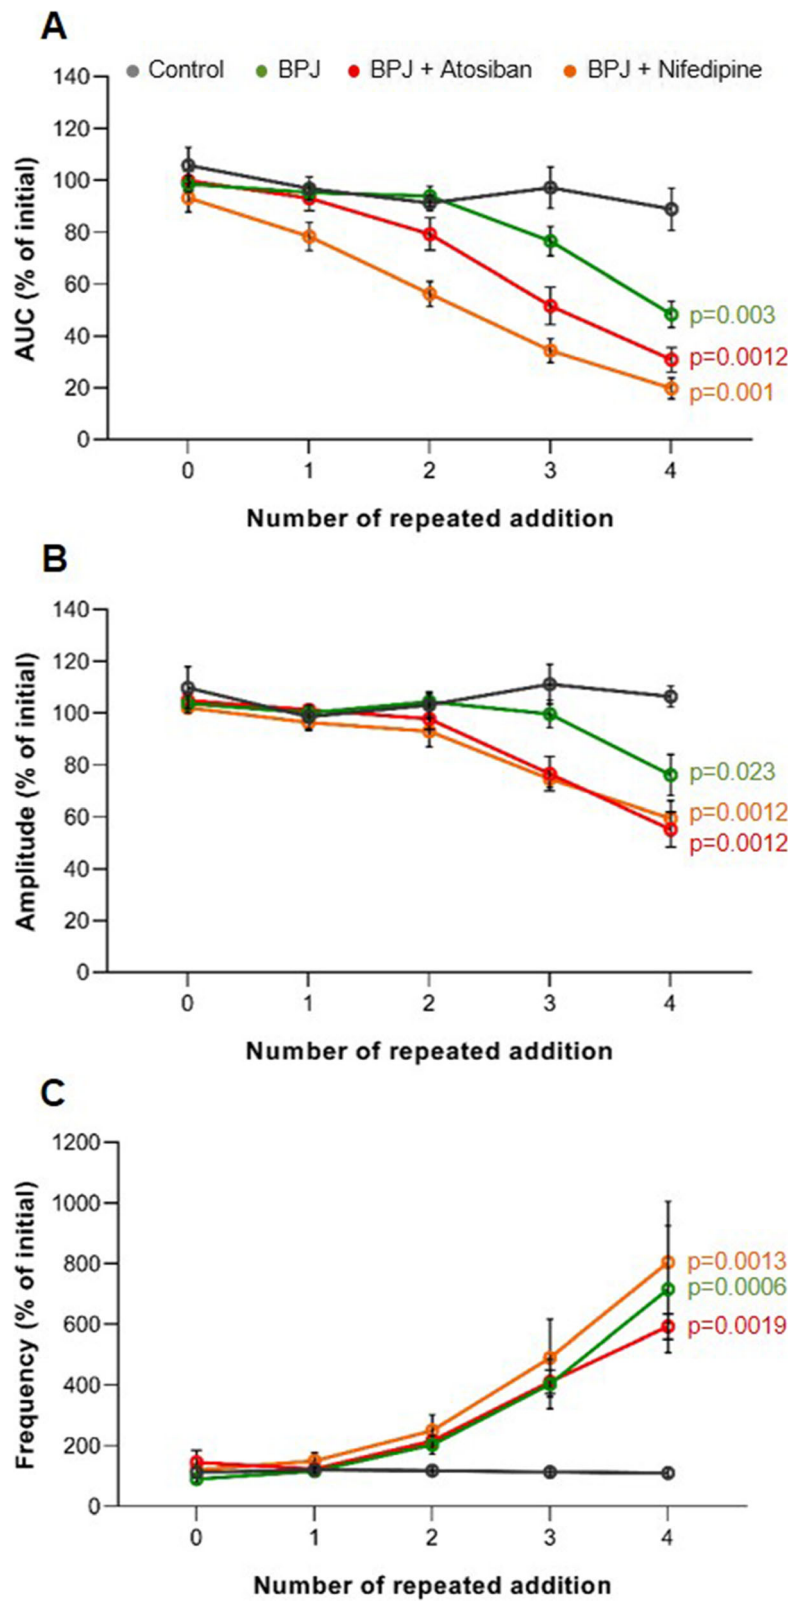 A
Control BPJ BPJ + Atosiban BPJ + Nifedipine
140
120
100
80
60
40
20
0
AUC (% of initial)
p=0.003
p=0.0012
p=0.001
0 1 2 3 4
Number of repeated addition
B
140
120
100
80
60
40
20
0
Amplitude (% of initial)
p=0.023
p=0.0012
p=0.0012
0 1 2 3 4
Number of repeated addition
C
1200
1000
800
600
400
200
0
Frequency (% of initial)
p=0.0013
p=0.0006
p=0.0019
0 1 2 3 4
Number of repeated addition